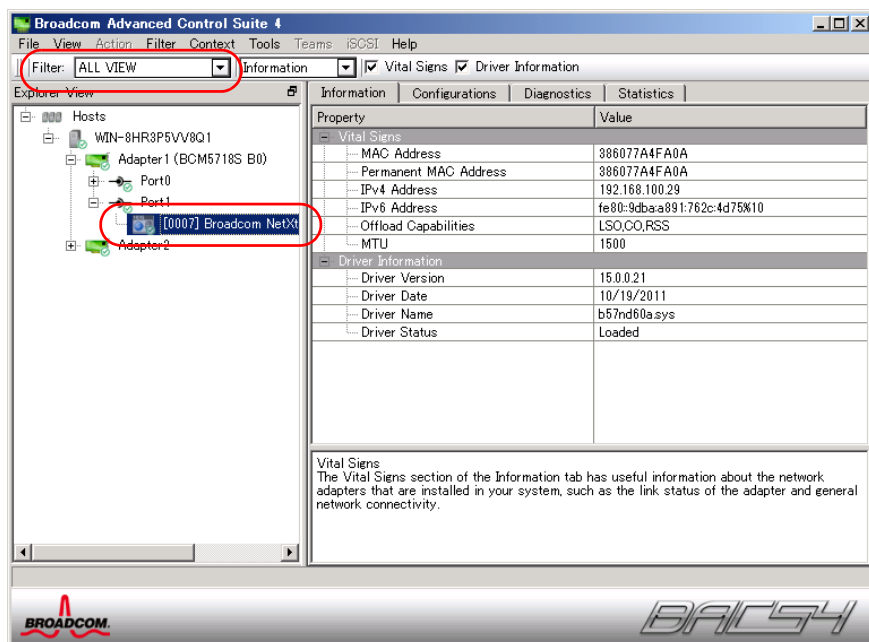 Broadcom Advanced Control Suite 4
File View Action Filter Context Tools Teams iSCSI Help
Filter: ALL VIEW Information Vital Signs Driver Information
Explorer View
Hosts
WIN-8HR3P5VV8Q1
Adapter1 (BCM5718S B0)
Port0
Port1
[0007] Broadcom NetXt
Adapter2
Information Configurations Diagnostics Statistics
Property Value
Vital Signs
MAC Address 386077A4FA0A
Permanent MAC Address 386077A4FA0A
IPv4 Address 192.168.100.29
IPv6 Address fe80::9dba:a891:762c:4d75%10
Offload Capabilities LSO,CO,RSS
MTU 1500
Driver Information
Driver Version 15.0.0.21
Driver Date 10/19/2011
Driver Name b57nd60a.sys
Driver Status Loaded
Vital Signs
The Vital Signs section of the Information tab has useful information about the network
adapters that are installed in your system, such as the link status of the adapter and general
network connectivity.
BROADCOM.
BACS4